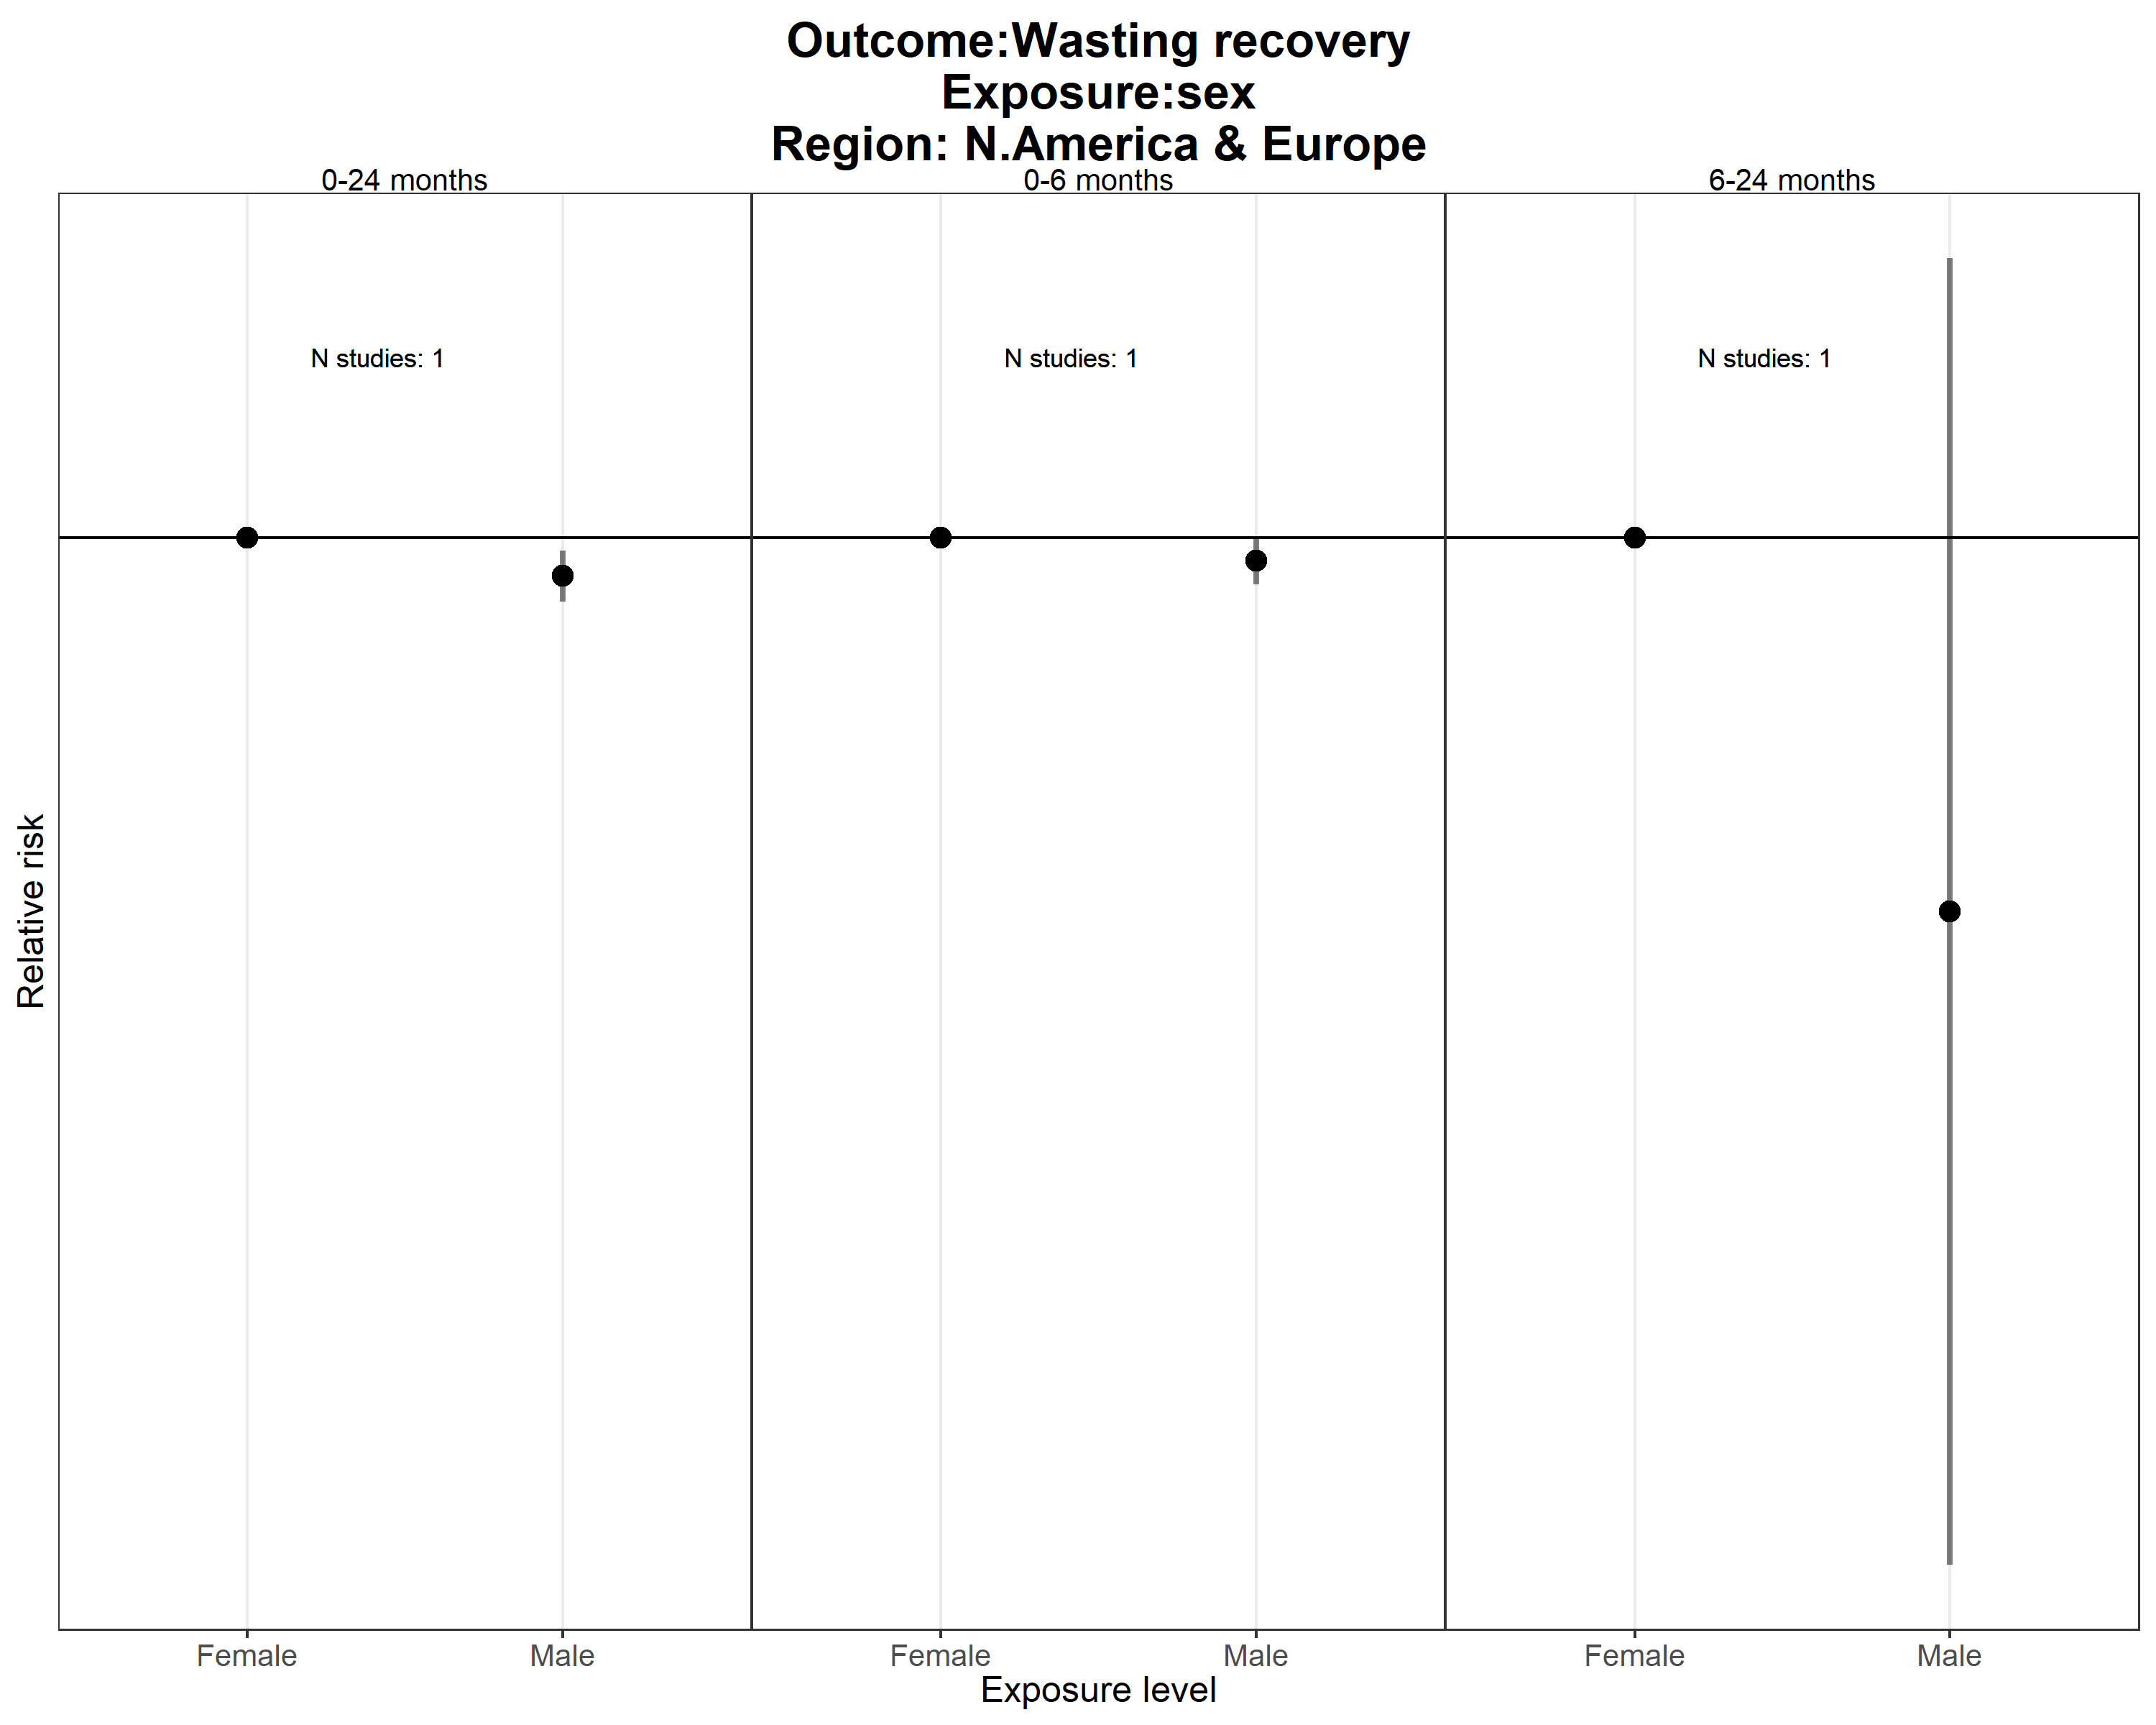 Outcome:Wasting recovery
Exposure:sex
Region: N.America & Europe
0-24 months
0-6 months
6-24 months
N studies: 1
N studies: 1
N studies: 1
Relative risk
Female
Male
Female
Male
Female
Male
Exposure level